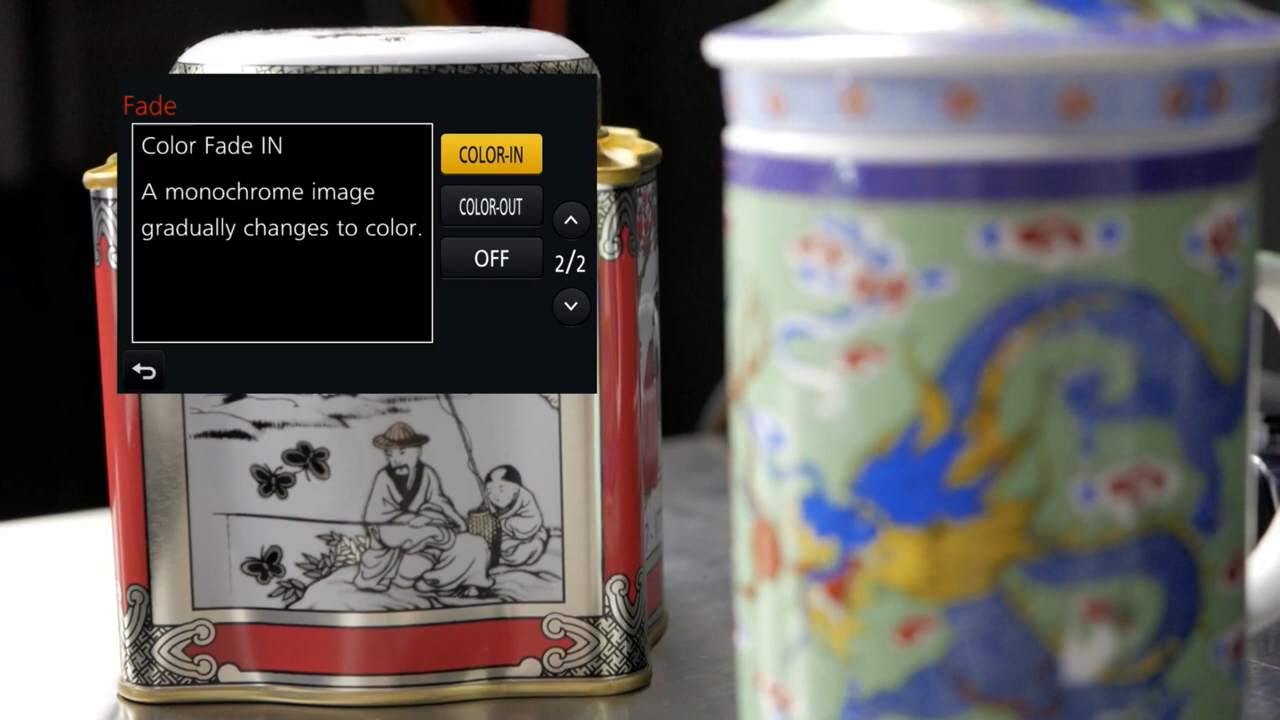 Fade
Color Fade IN
A monochrome image
gradually changes to color.
COLOR-IN
COLOR-OUT
OFF
2/2